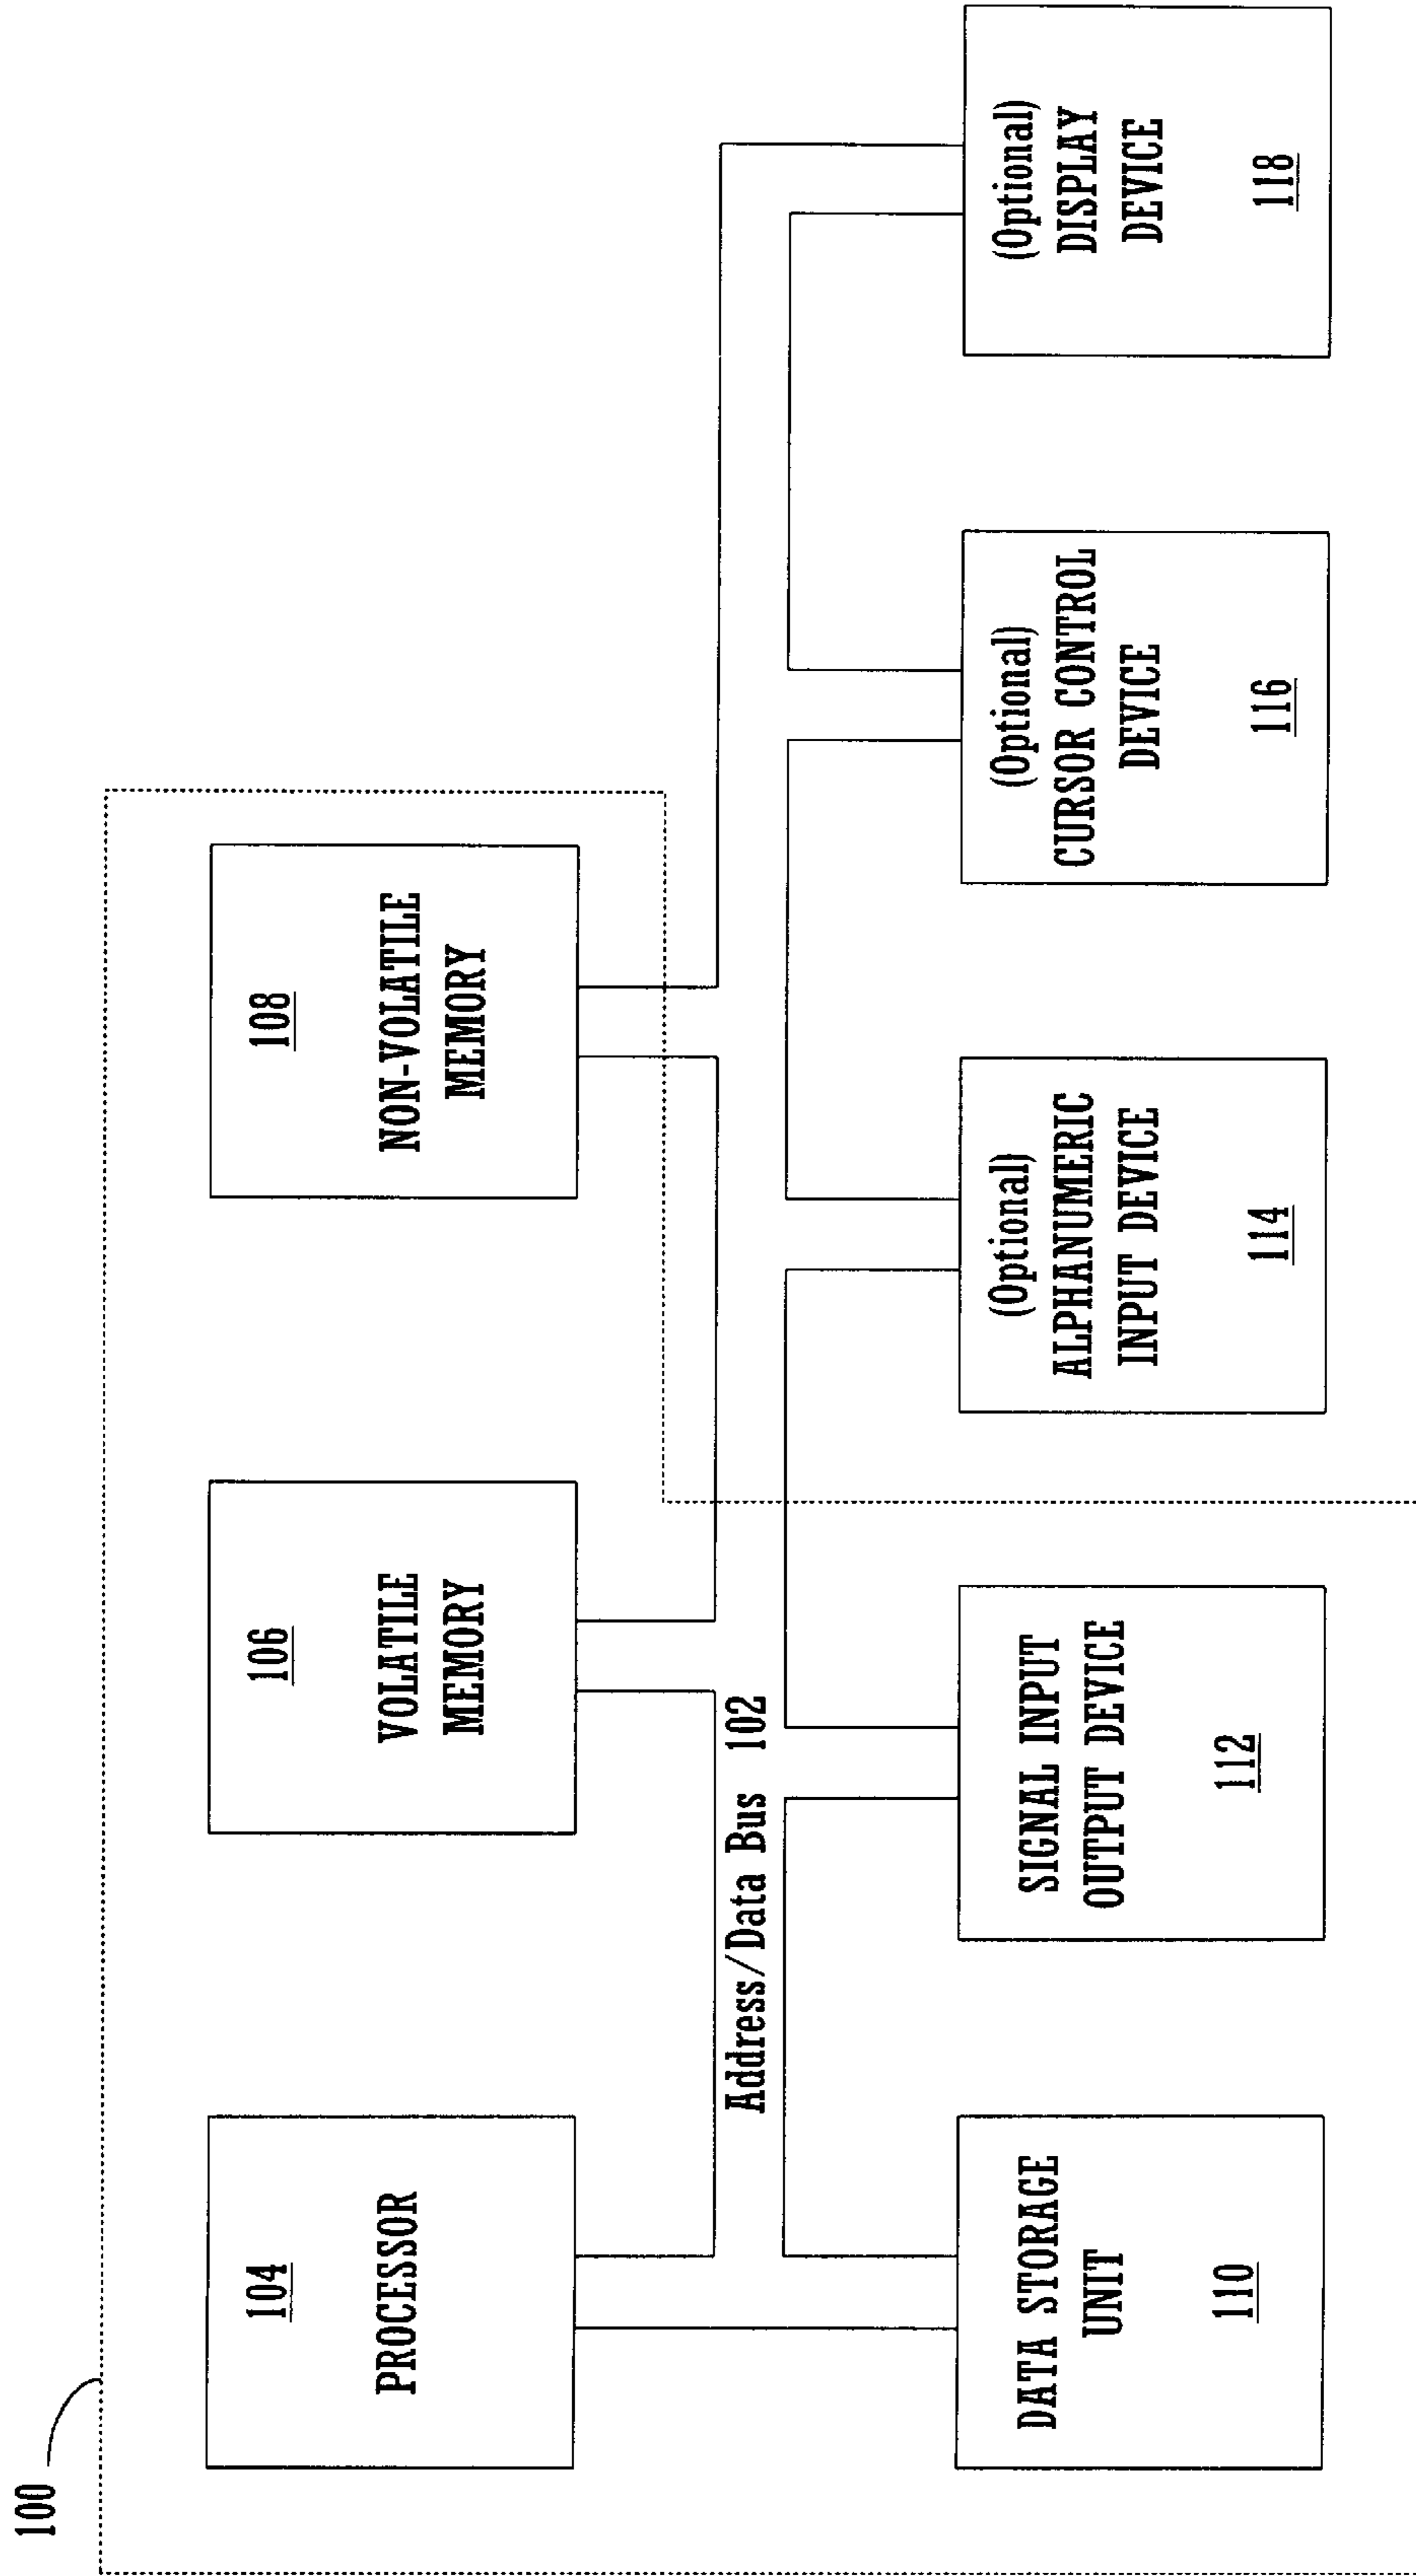 100
104
PROCESSOR
106
VOLATILE
MEMORY
108
NON-VOLATILE
MEMORY
Address/Data Bus 102
DATA STORAGE
UNIT
110
SIGNAL INPUT
OUTPUT DEVICE
112
(Optional)
ALPHANUMERIC
INPUT DEVICE
114
(Optional)
CURSOR CONTROL
DEVICE
116
(Optional)
DISPLAY
DEVICE
118